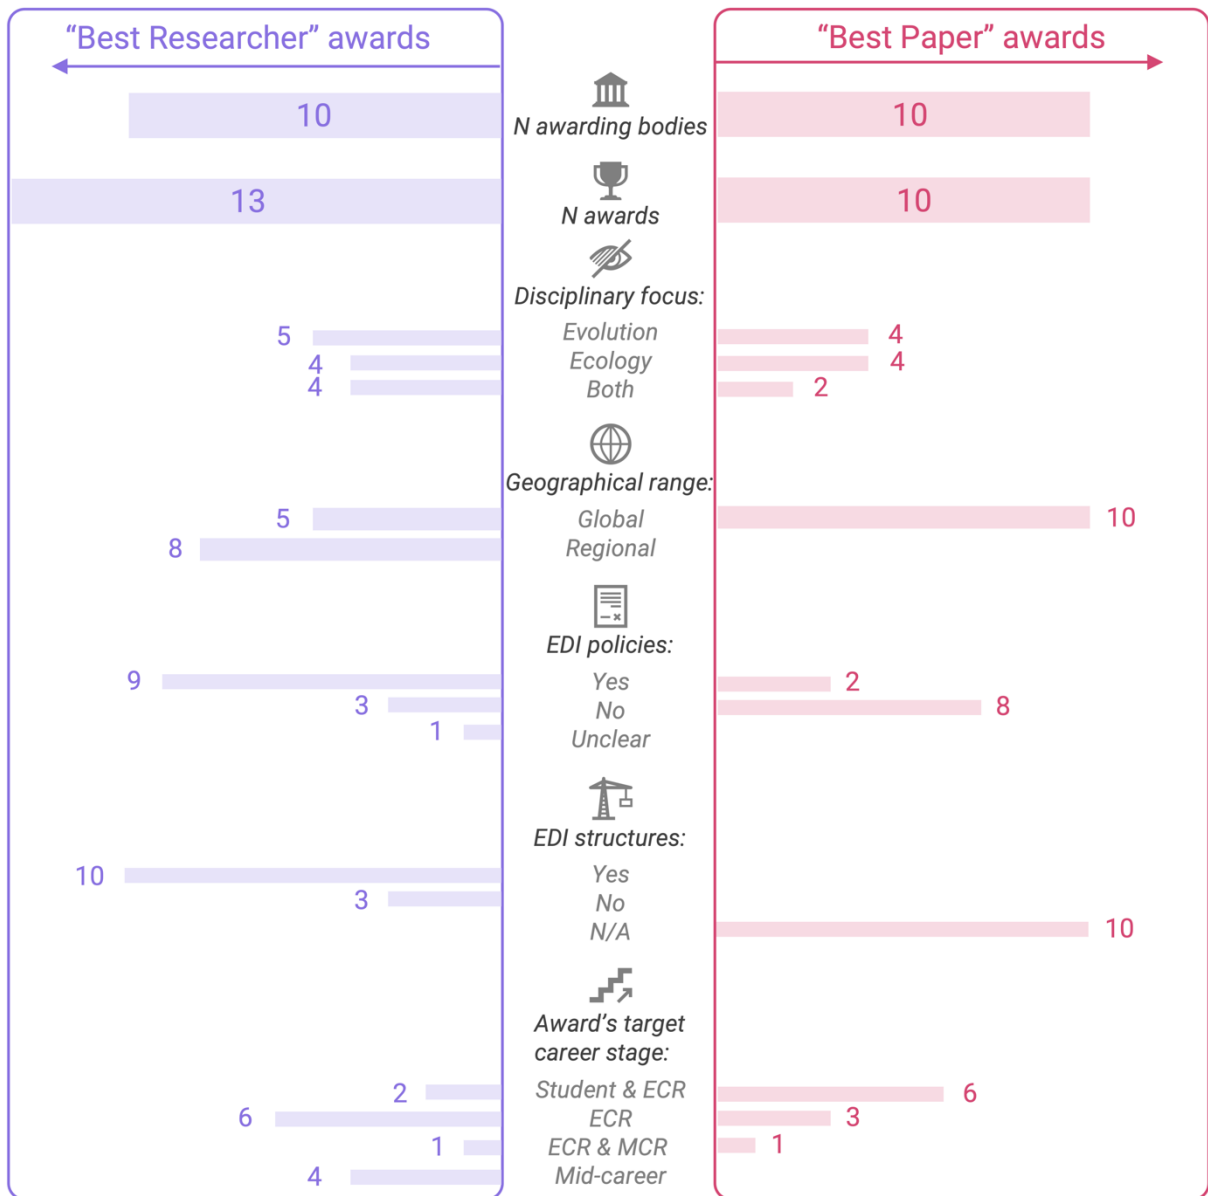 “Best Researcher” awards
“Best Paper” awards
10
N awarding bodies
10
13
N awards
10
Disciplinary focus:
5 Evolution 4
4 Ecology 4
4 Both 2
Geographical range:
5 Global 10
8 Regional
EDI policies:
9 Yes 2
3 No 8
1 Unclear
EDI structures:
10 Yes
3 No
N/A 10
Award’s target
career stage:
2 Student & ECR 6
6 ECR 3
1 ECR & MCR 1
4 Mid-career